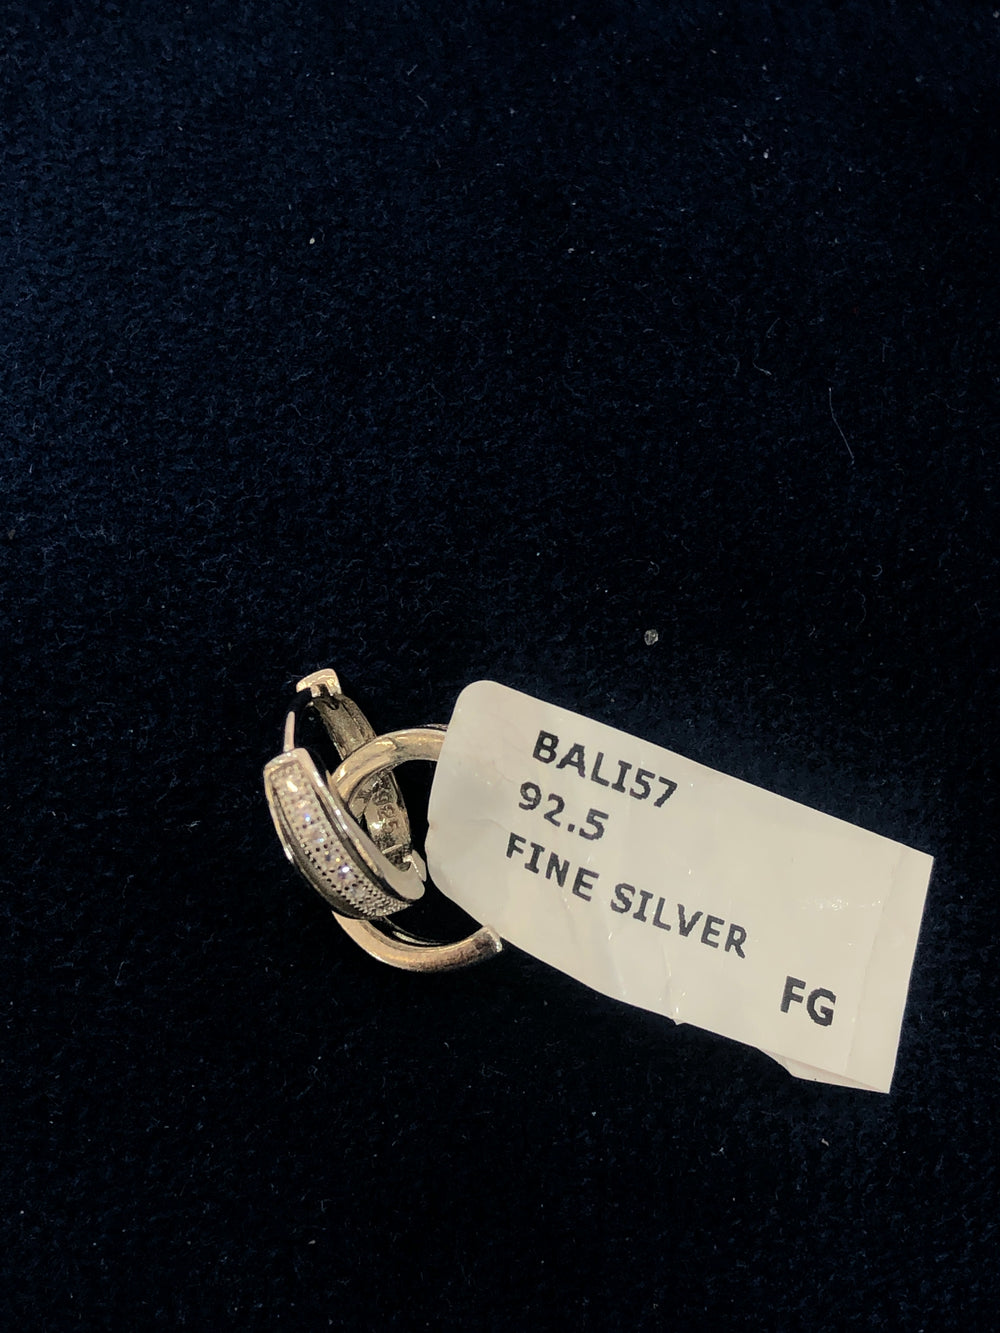 BALI57
92.5
FINE SILVER
FG